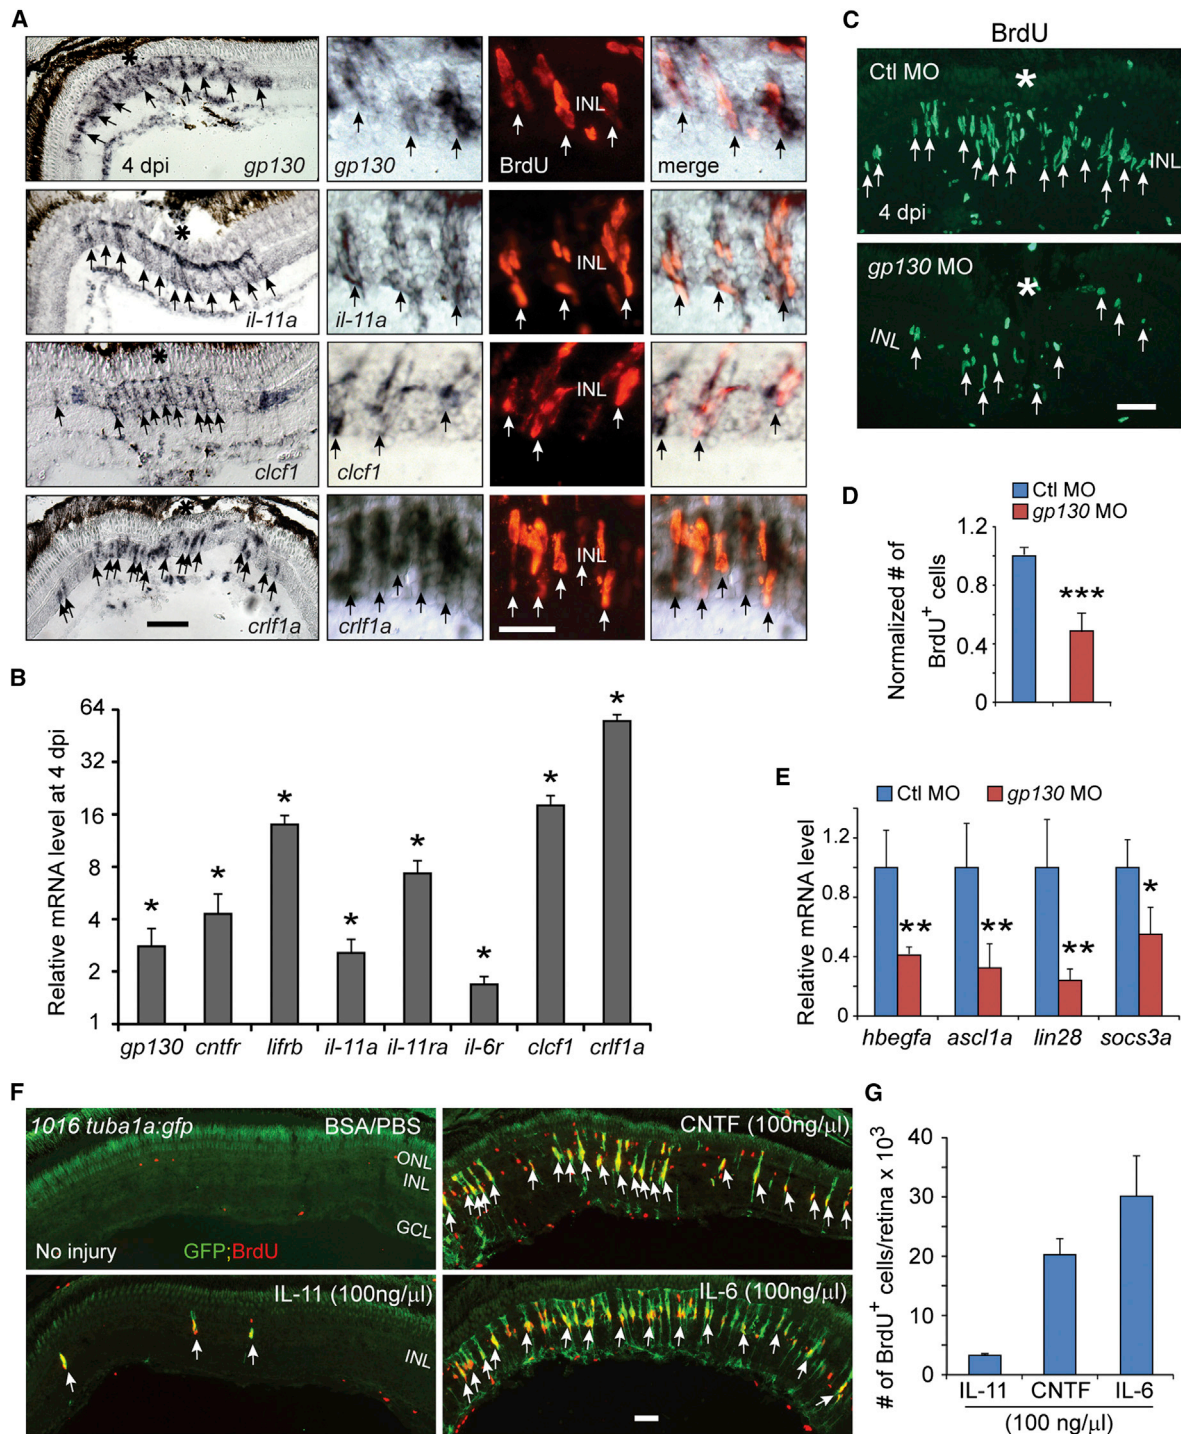 A
4 dpi gp130
gp130
BrdU INL
merge
il-11a
il-11a
INL
clcf1
clcf1
INL
crlf1a
crlf1a
INL
B
Relative mRNA level at 4 dpi
64
32
16
8
4
2
1
* * * * * * * *
gp130 cntfr lifrb il-11a il-11ra il-6r clcf1 crlf1a
C
BrdU
Ctl MO
*
INL
4 dpi
gp130 MO
*
INL
D
Ctl MO
gp130 MO
Normalized # of
BrdU+ cells
1.2
0.8
0.4
0
***
E
Ctl MO gp130 MO
Relative mRNA level
1.2
0.8
0.4
0
** ** ** *
hbegfa ascl1a lin28 socs3a
F
1016 tuba1a:gfp BSA/PBS
ONL
INL
GCL
No injury GFP;BrdU
CNTF (100ng/μl)
IL-11 (100ng/μl)
INL
IL-6 (100ng/μl)
G
# of BrdU+ cells/retina x 10³
40
30
20
10
0
IL-11 CNTF IL-6
(100 ng/μl)